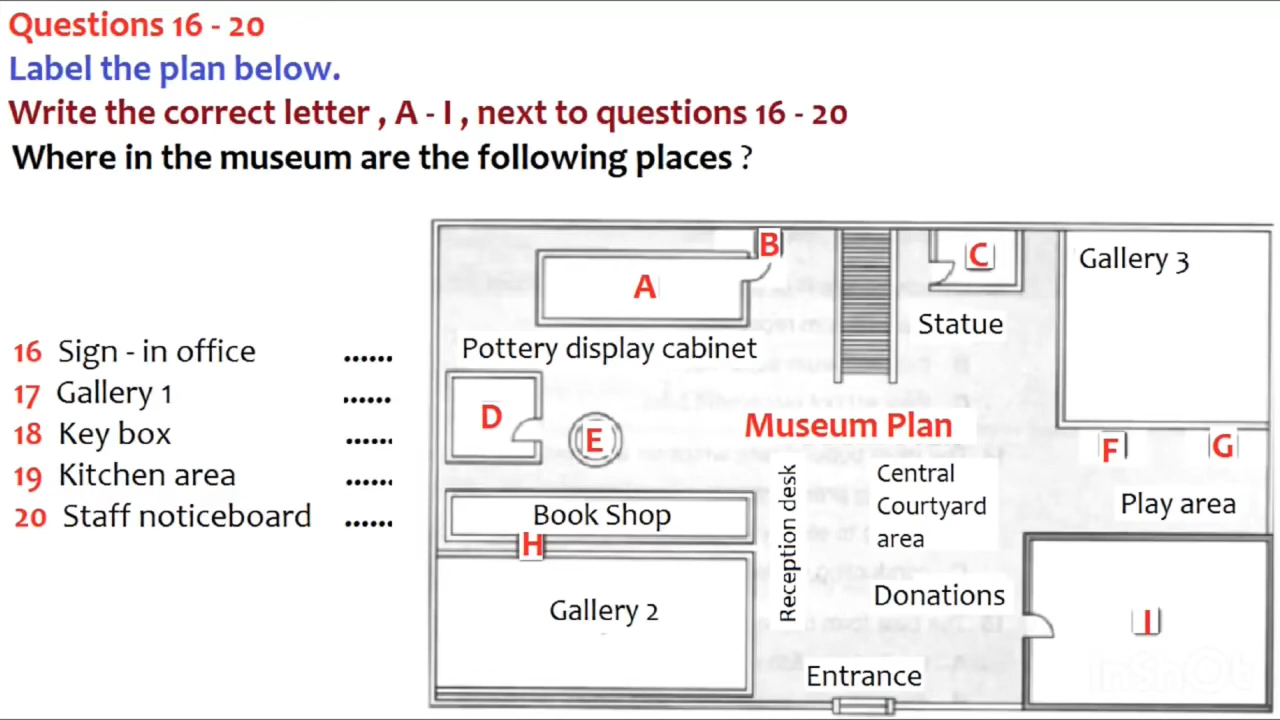 Questions 16 - 20
Label the plan below.
Write the correct letter , A - I , next to questions 16 - 20
Where in the museum are the following places ?
16 Sign - in office ......
17 Gallery 1 ......
18 Key box ......
19 Kitchen area ......
20 Staff noticeboard ......
B
C
Gallery 3
A
Statue
Pottery display cabinet
D
E
Museum Plan
F
G
Reception desk
Central
Courtyard
area
Play area
Book Shop
H
Gallery 2
Donations
I
Entrance
InShOt